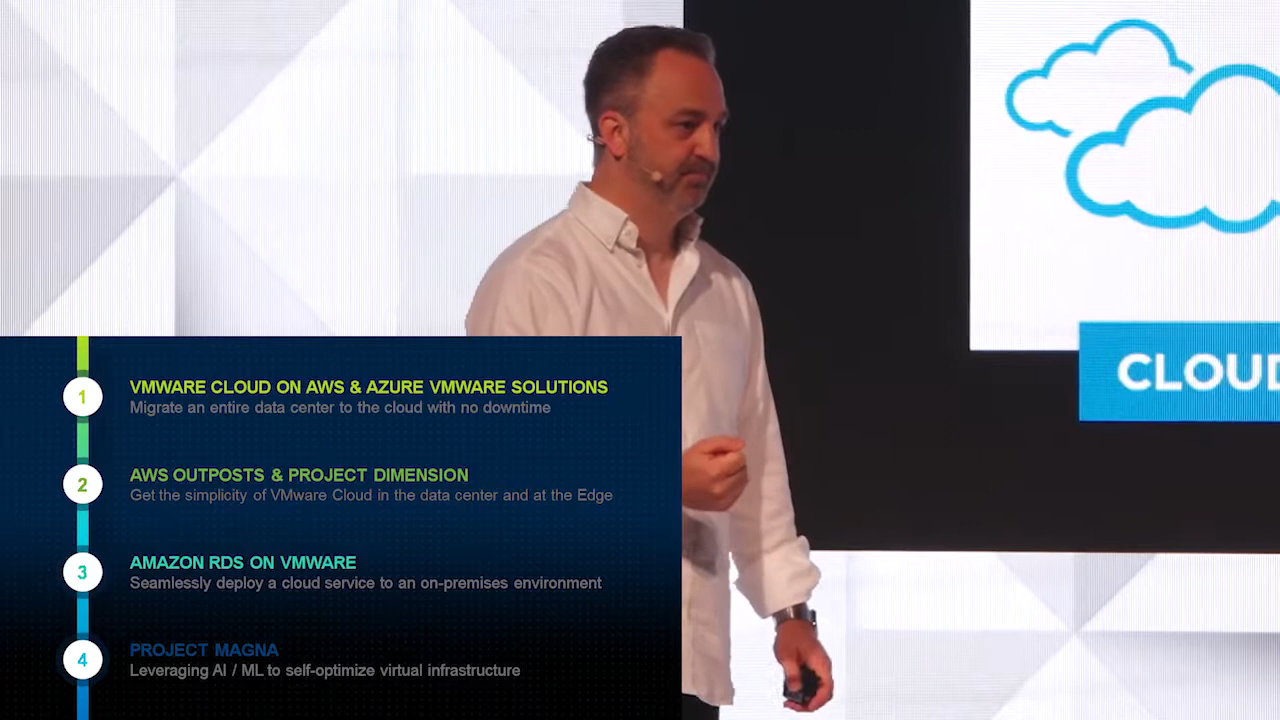 CLOUD
1
VMWARE CLOUD ON AWS & AZURE VMWARE SOLUTIONS
Migrate an entire data center to the cloud with no downtime
2
AWS OUTPOSTS & PROJECT DIMENSION
Get the simplicity of VMware Cloud in the data center and at the Edge
3
AMAZON RDS ON VMWARE
Seamlessly deploy a cloud service to an on-premises environment
4
PROJECT MAGNA
Leveraging AI / ML to self-optimize virtual infrastructure